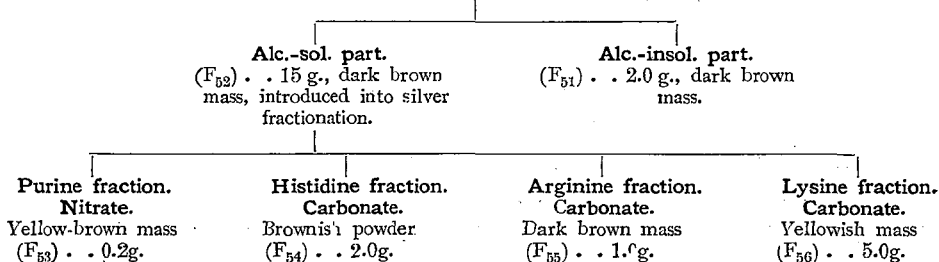 Alc.-sol. part.
(F₅₂) . . 15 g., dark brown
mass, introduced into silver
fractionation.
Alc.-insol. part.
(F₅₁) . . 2.0 g., dark brown
mass.
Purine fraction.
Nitrate.
Yellow-brown mass
(F₅₃) . . 0.2g.
Histidine fraction.
Carbonate.
Brownish powder
(F₅₄) . . 2.0g.
Arginine fraction.
Carbonate.
Dark brown mass
(F₅₅) . .
Lysine fraction.
Carbonate.
Yellowish mass
(F₅₆) . . 5.0g.